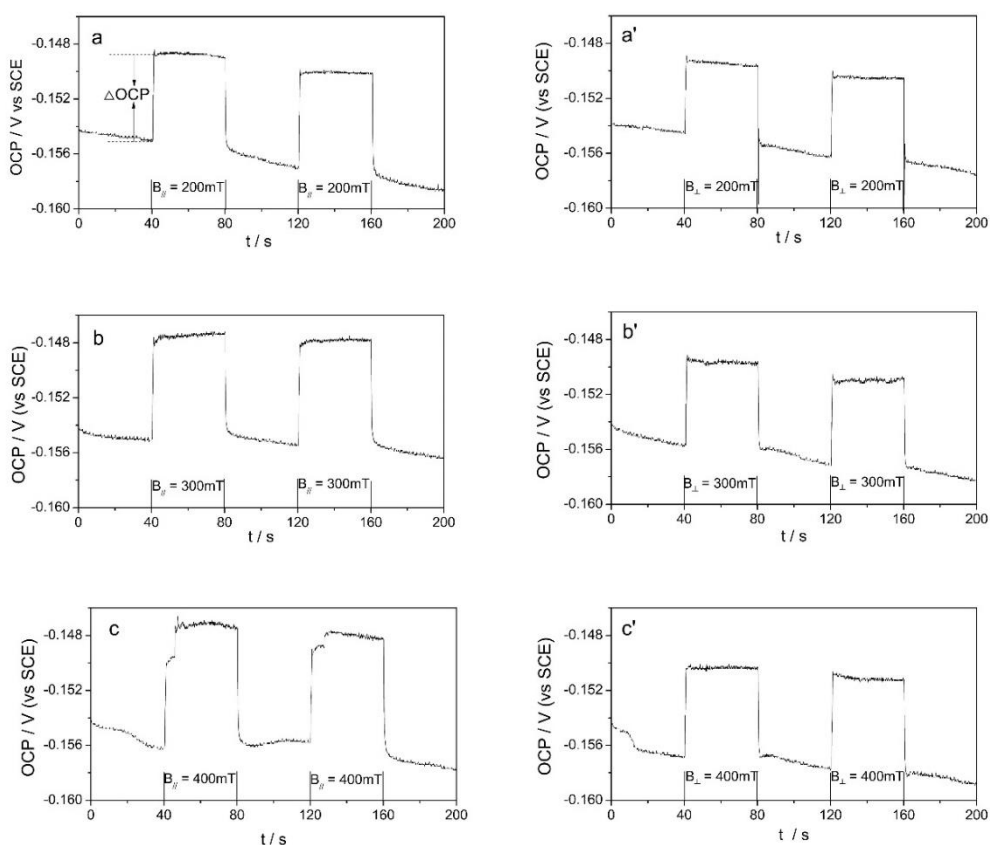 a
OCP / V vs SCE
-0.148
-0.152
-0.156
-0.160
△OCP
B// = 200mT
B// = 200mT
0 40 80 120 160 200
t / s
a'
OCP / V (vs SCE)
-0.148
-0.152
-0.156
-0.160
B⊥ = 200mT
B⊥ = 200mT
0 40 80 120 160 200
t / s
b
OCP / V (vs SCE)
-0.148
-0.152
-0.156
-0.160
B// = 300mT
B// = 300mT
0 40 80 120 160 200
t / s
b'
OCP / V (vs SCE)
-0.148
-0.152
-0.156
-0.160
B⊥ = 300mT
B⊥ = 300mT
0 40 80 120 160 200
t / s
c
OCP / V (vs SCE)
-0.148
-0.152
-0.156
-0.160
B// = 400mT
B// = 400mT
0 40 80 120 160 200
t / s
c'
OCP / V (vs SCE)
-0.148
-0.152
-0.156
-0.160
B⊥ = 400mT
B⊥ = 400mT
0 40 80 120 160 200
t / s